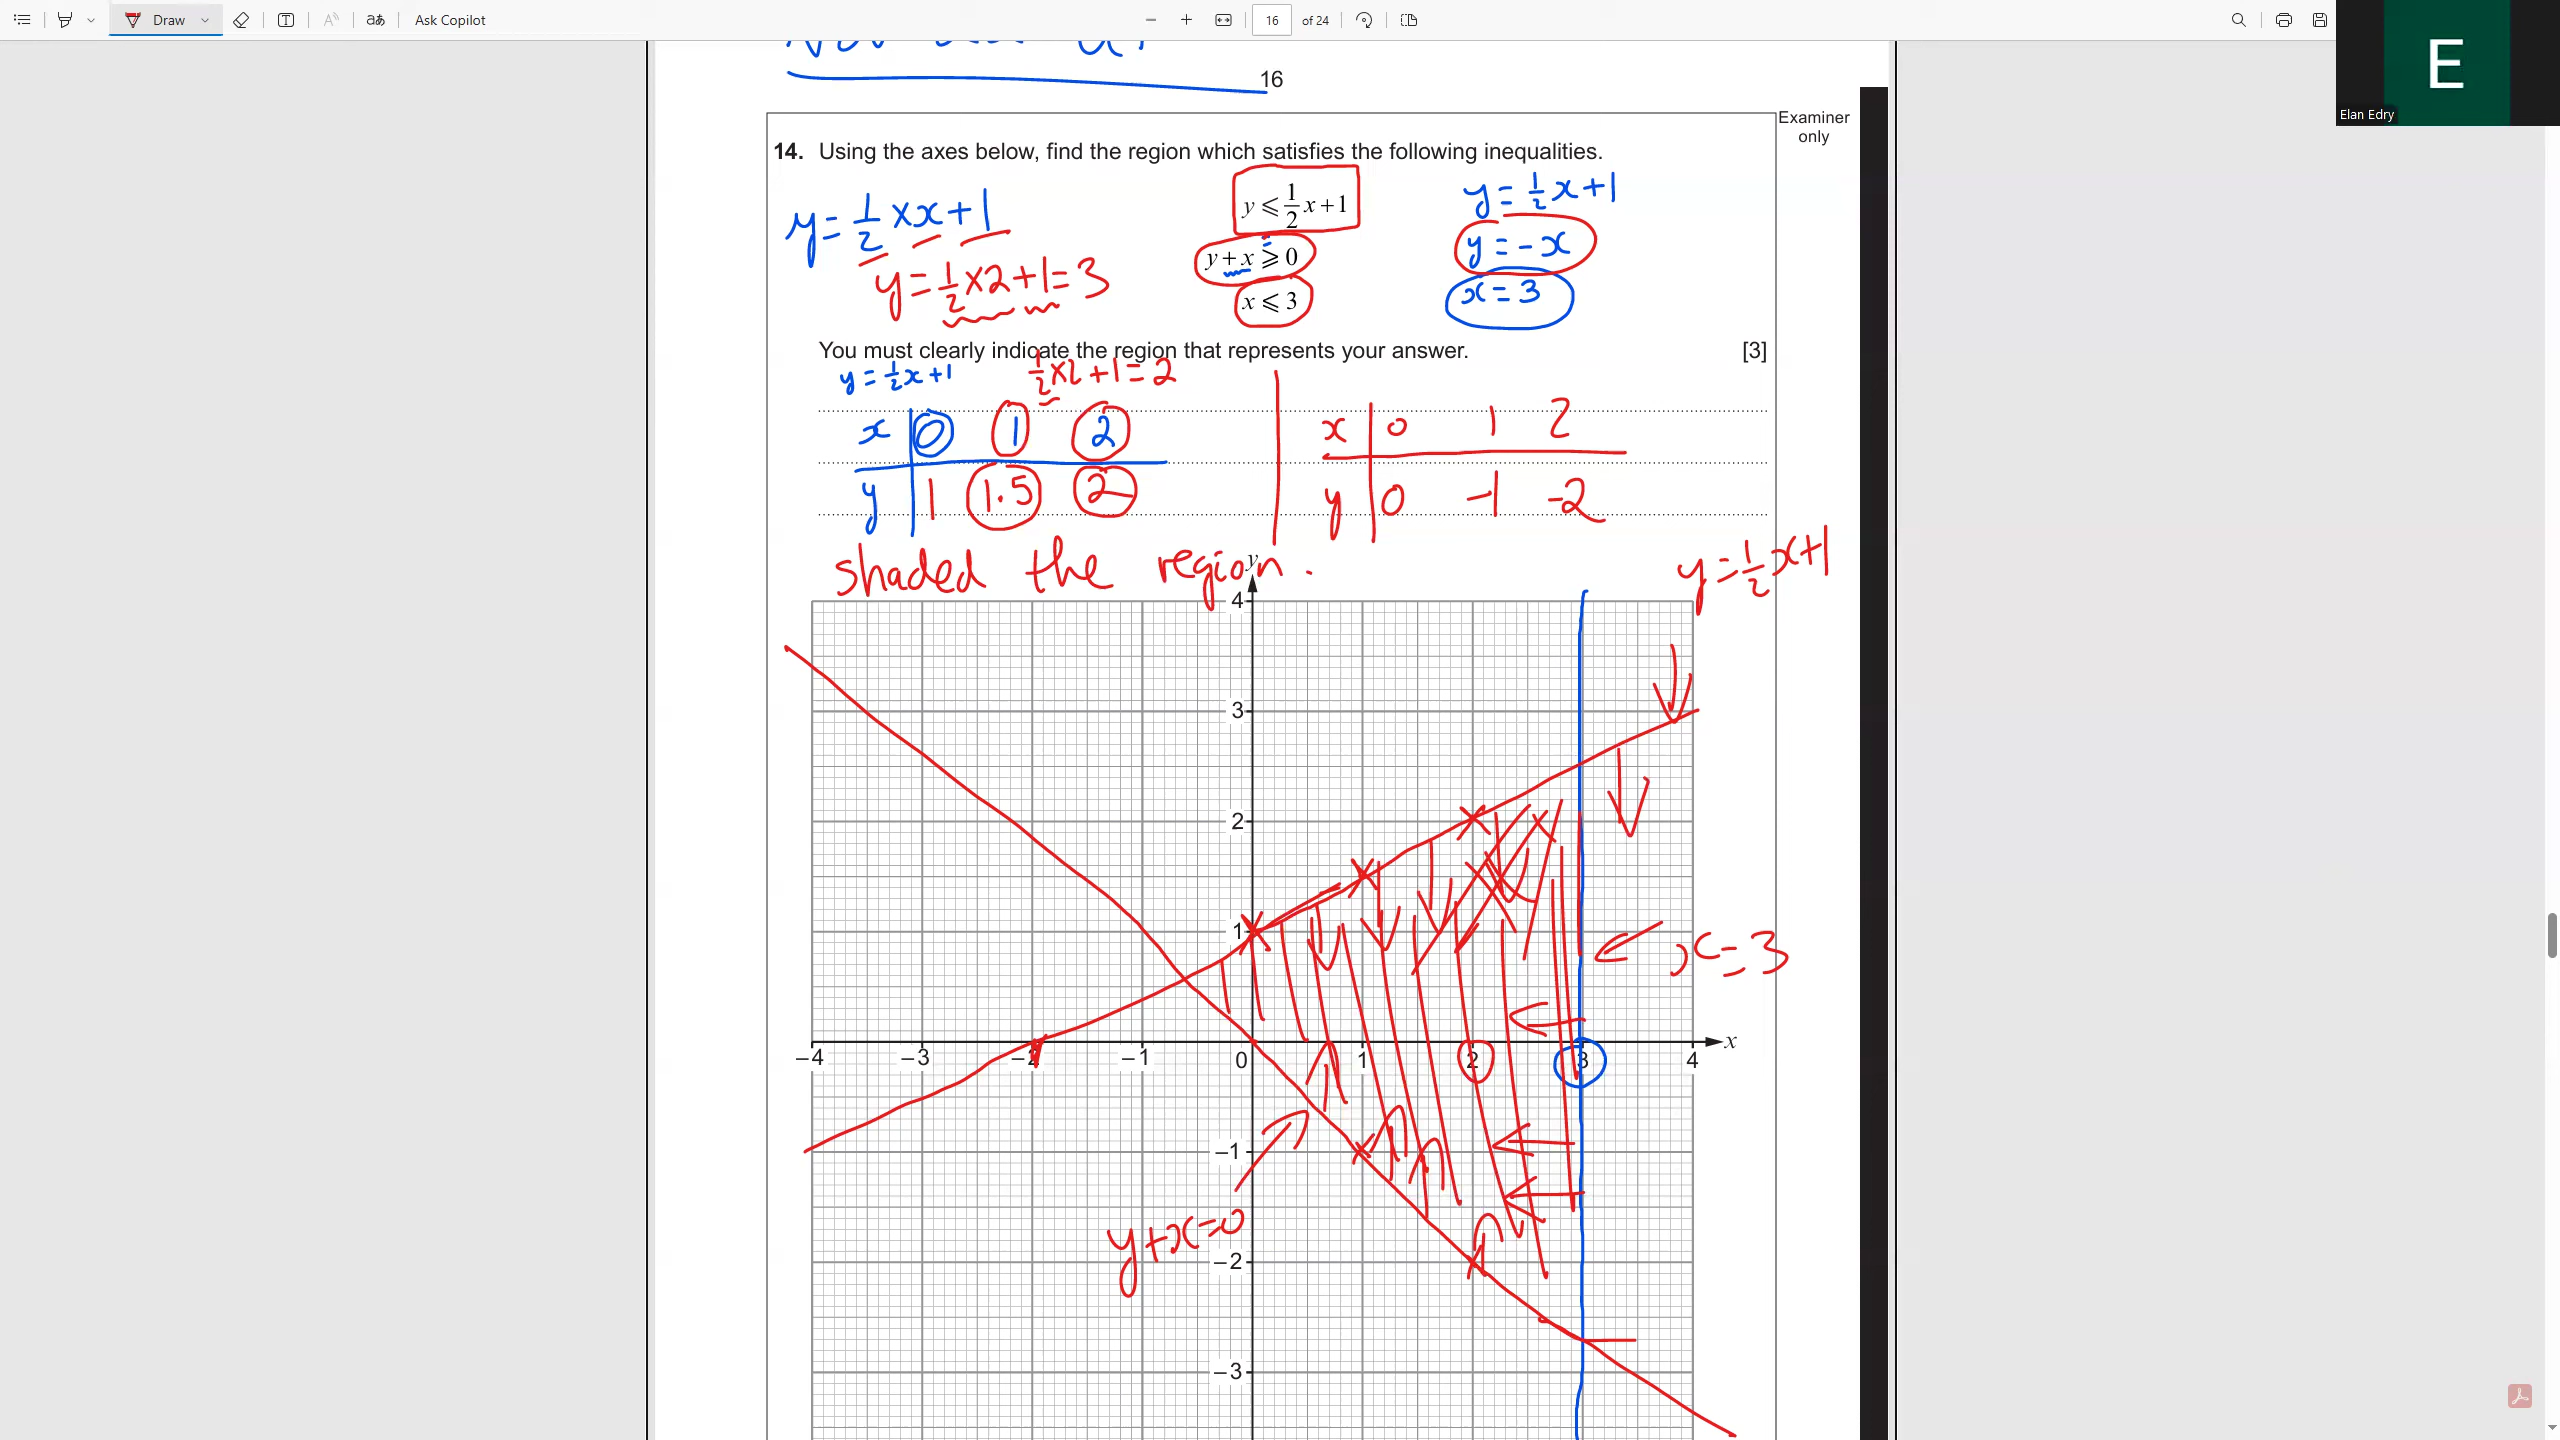 Draw
Ask Copilot
16 of 24
E
Elan Edry
16
Examiner only
14. Using the axes below, find the region which satisfies the following inequalities.
y = 1/2 × x + 1
y = 1/2 × 2 + 1 = 3
y ⩽ 1/2 x + 1
y + x ⩾ 0
x ⩽ 3
y = 1/2 x + 1
y = - x
x = 3
You must clearly indicate the region that represents your answer. [3]
y = 1/2 x + 1
1/2 × 2 + 1 = 2
x 0 1 2
y 1 1.5 2
x 0 1 2
y 0 -1 -2
shaded the region.
y = 1/2 x + 1
y
4
3
2
1
x = 3
-4 -3 -2 -1 0 1 2 3 4 x
-1
y + x = 0
-2
-3